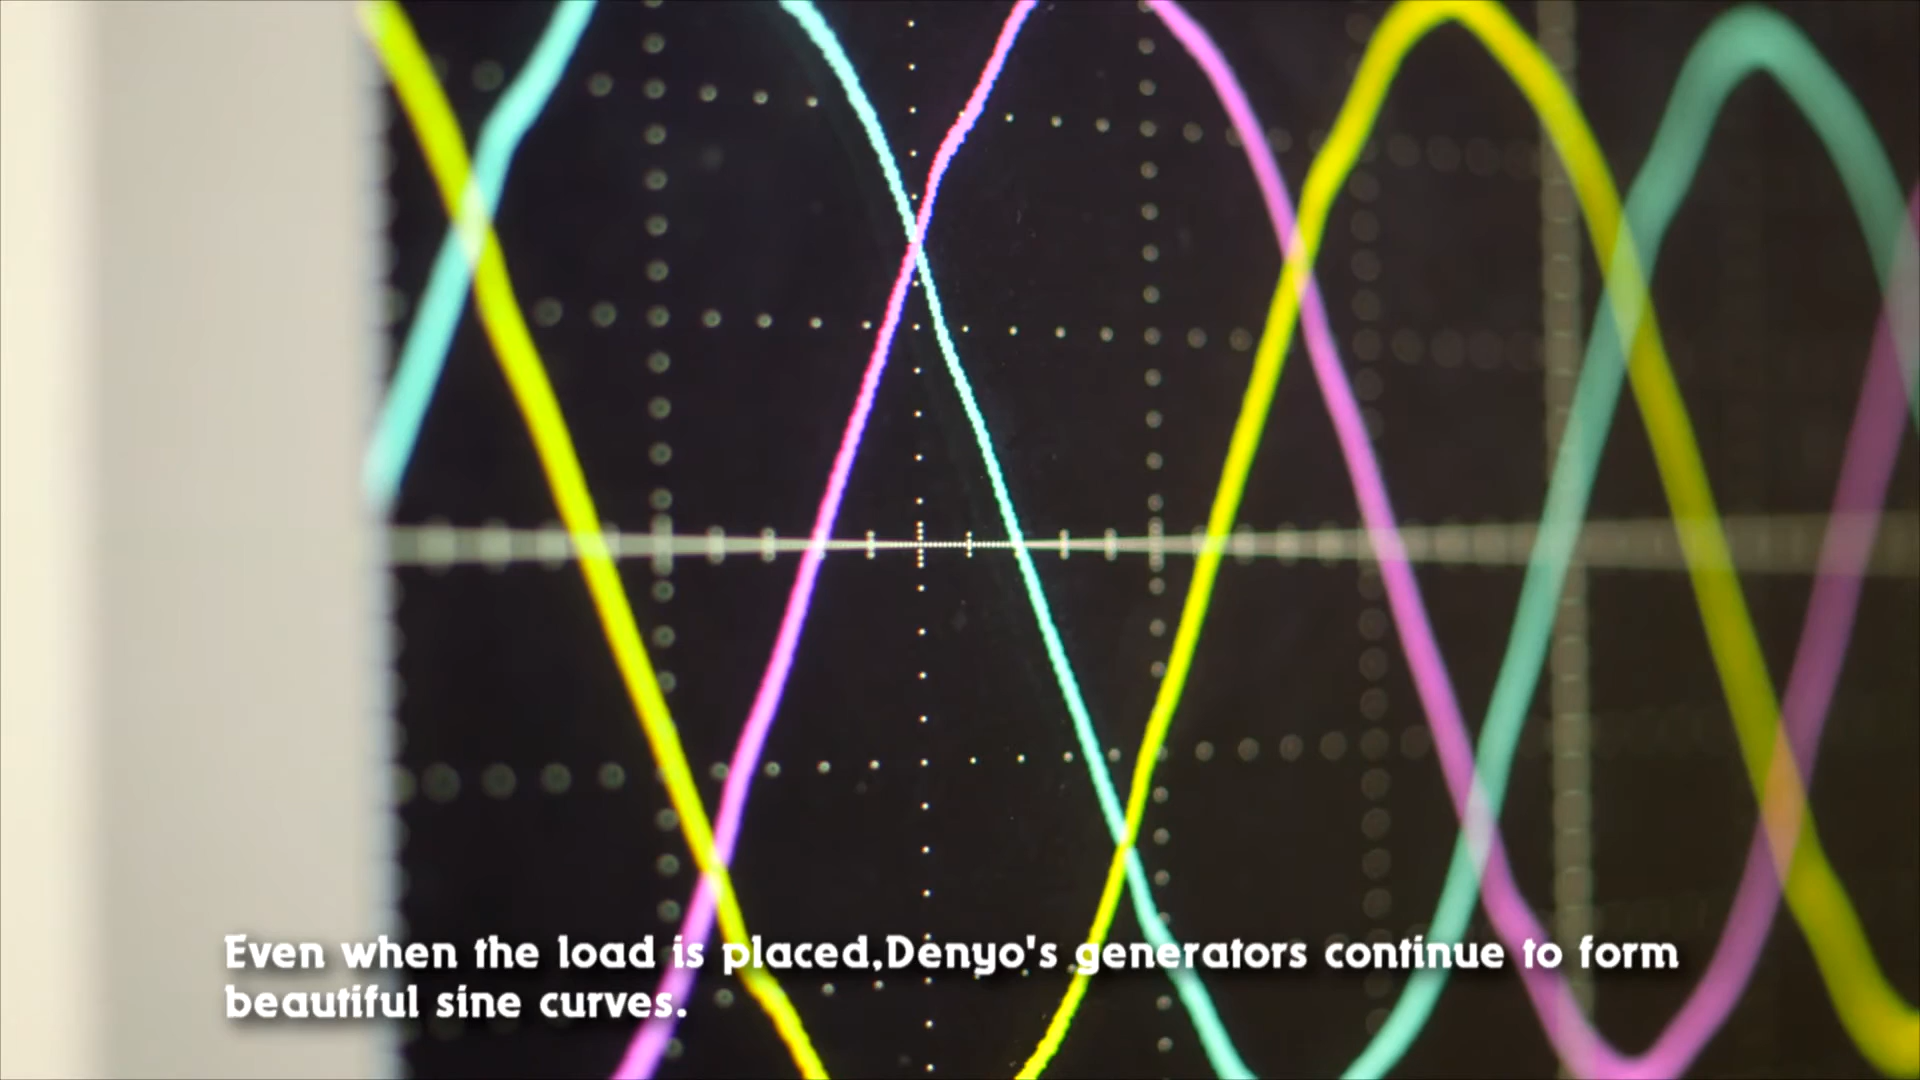 Even when the load is placed,Denyo's generators continue to form
beautiful sine curves.